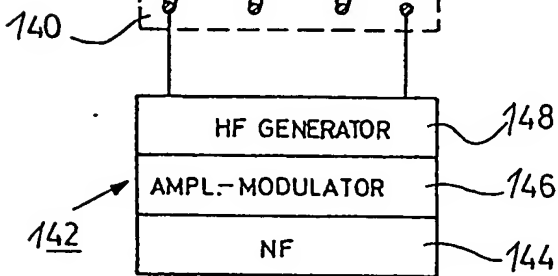 140
HF GENERATOR 148
AMPL.-MODULATOR 146
142
NF 144